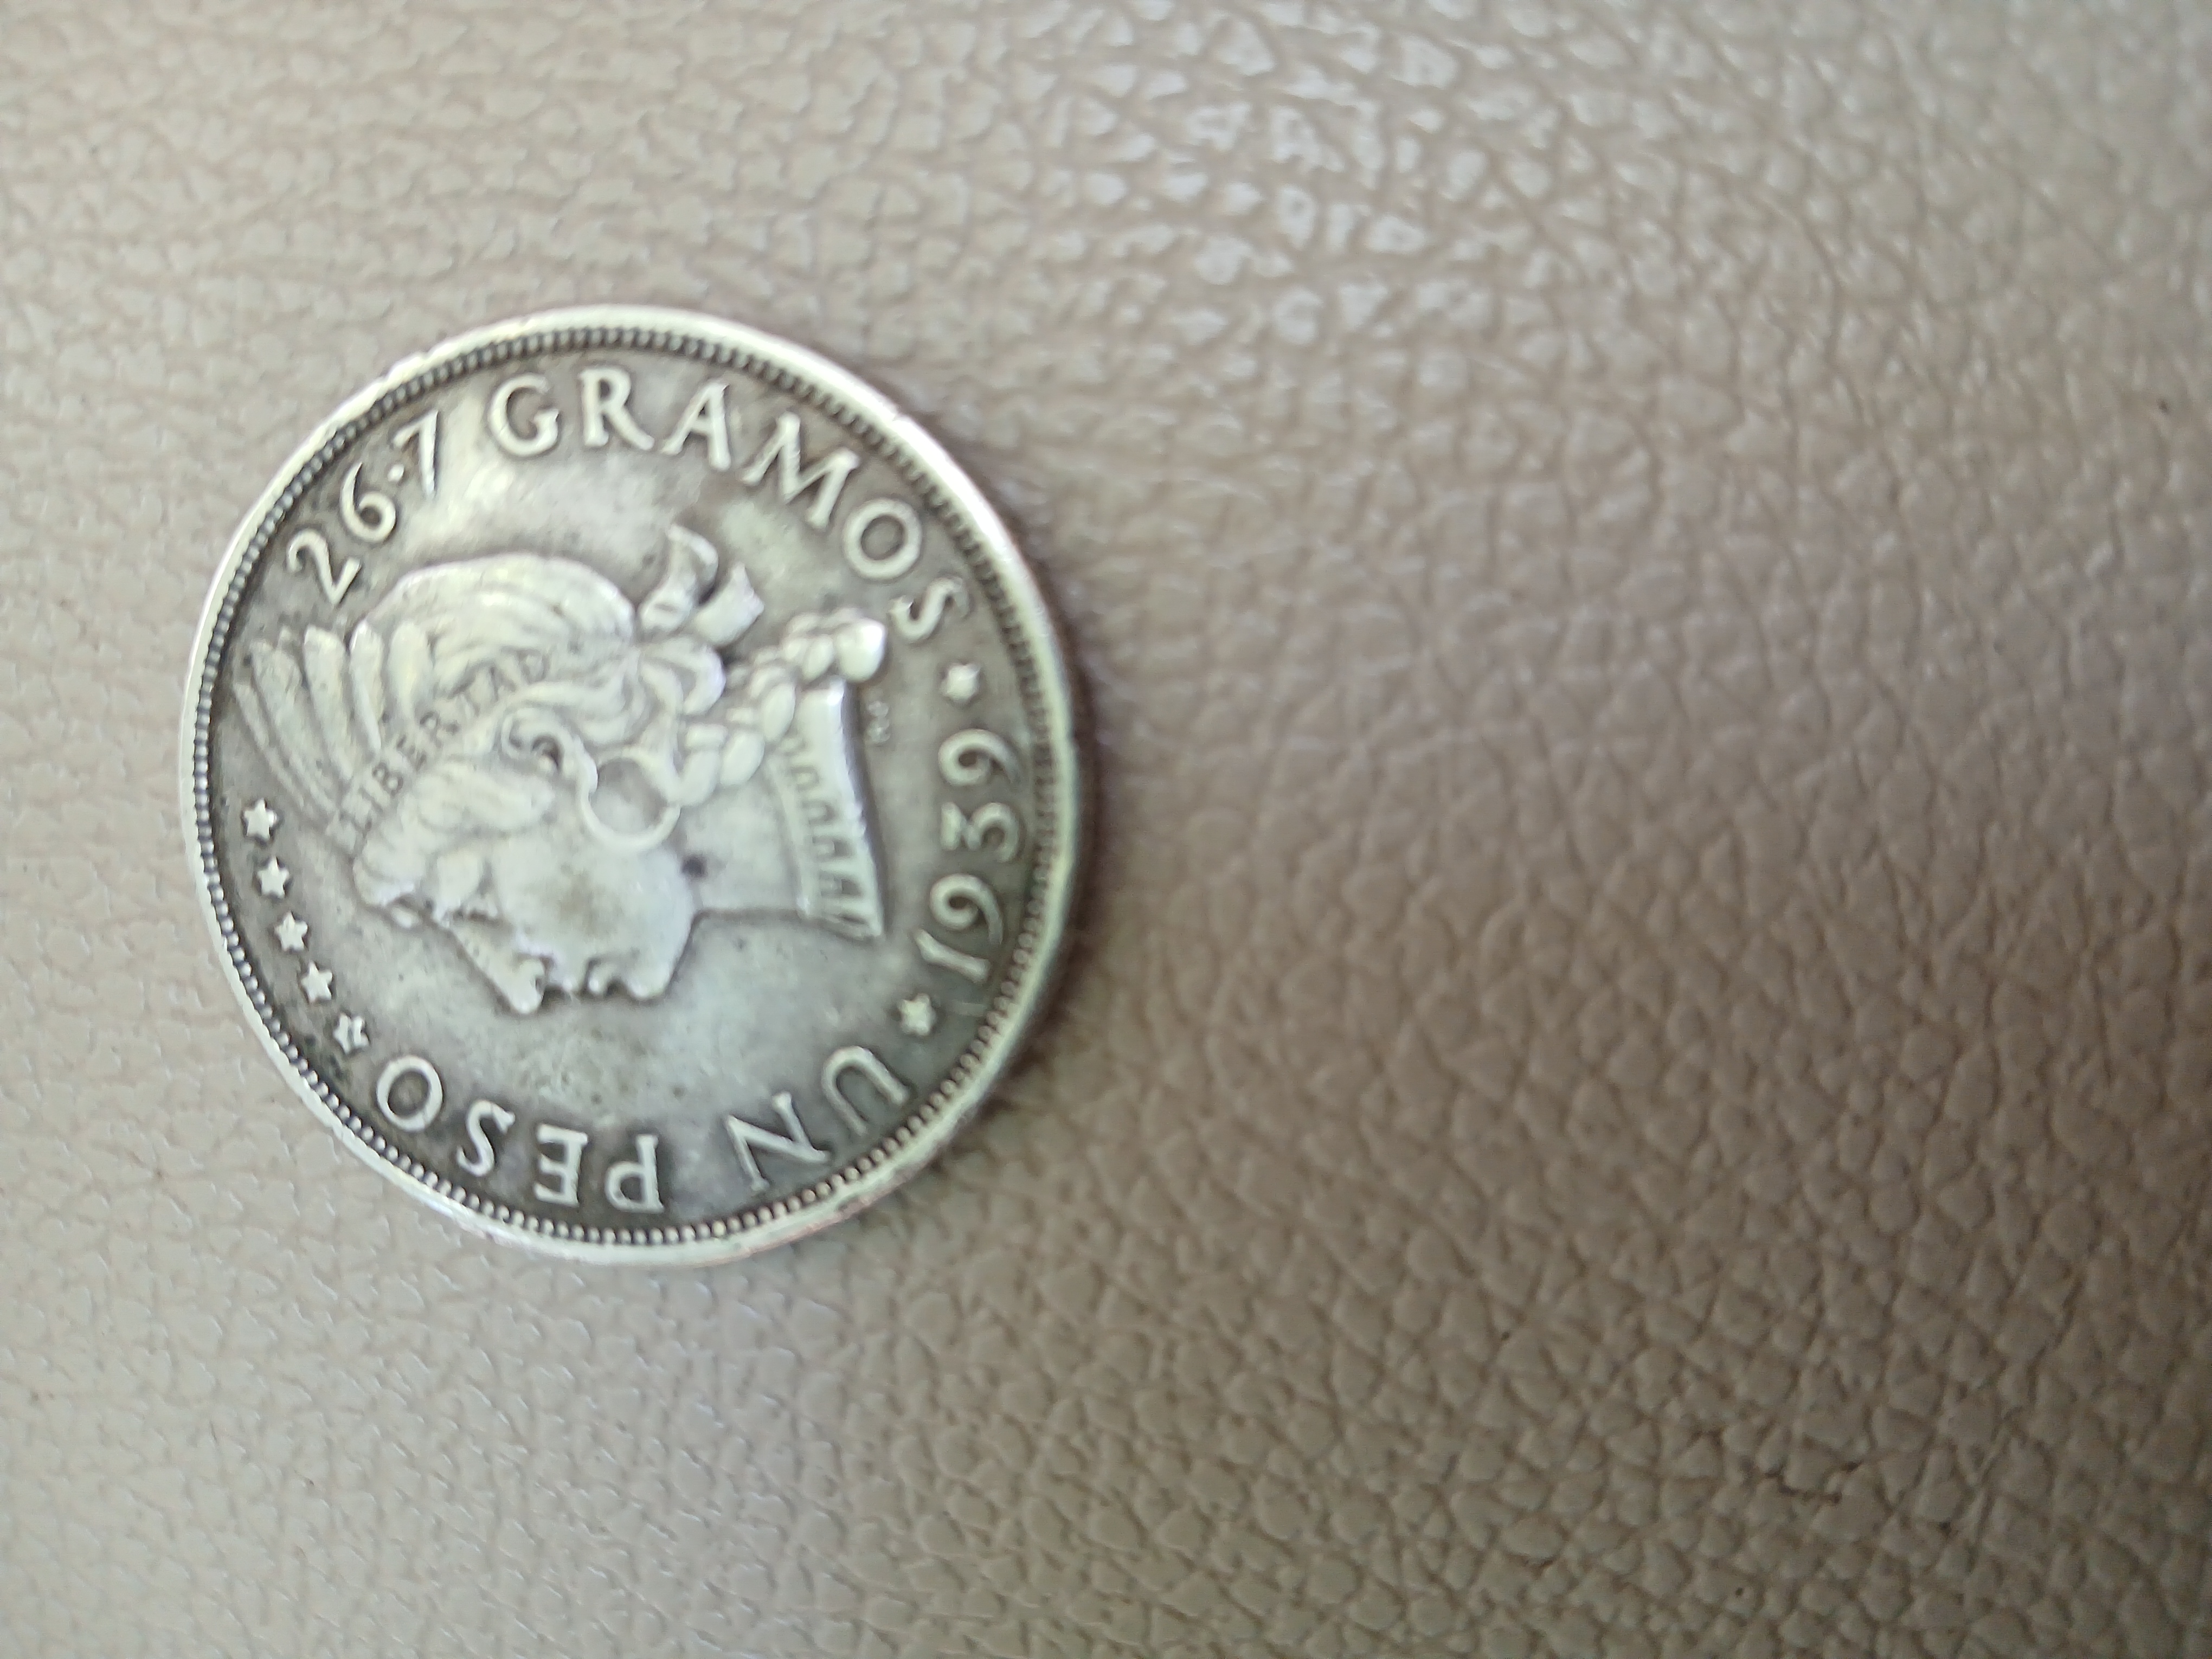 26·7 GRAMOS
1939
UN PESO
LIBERTAD